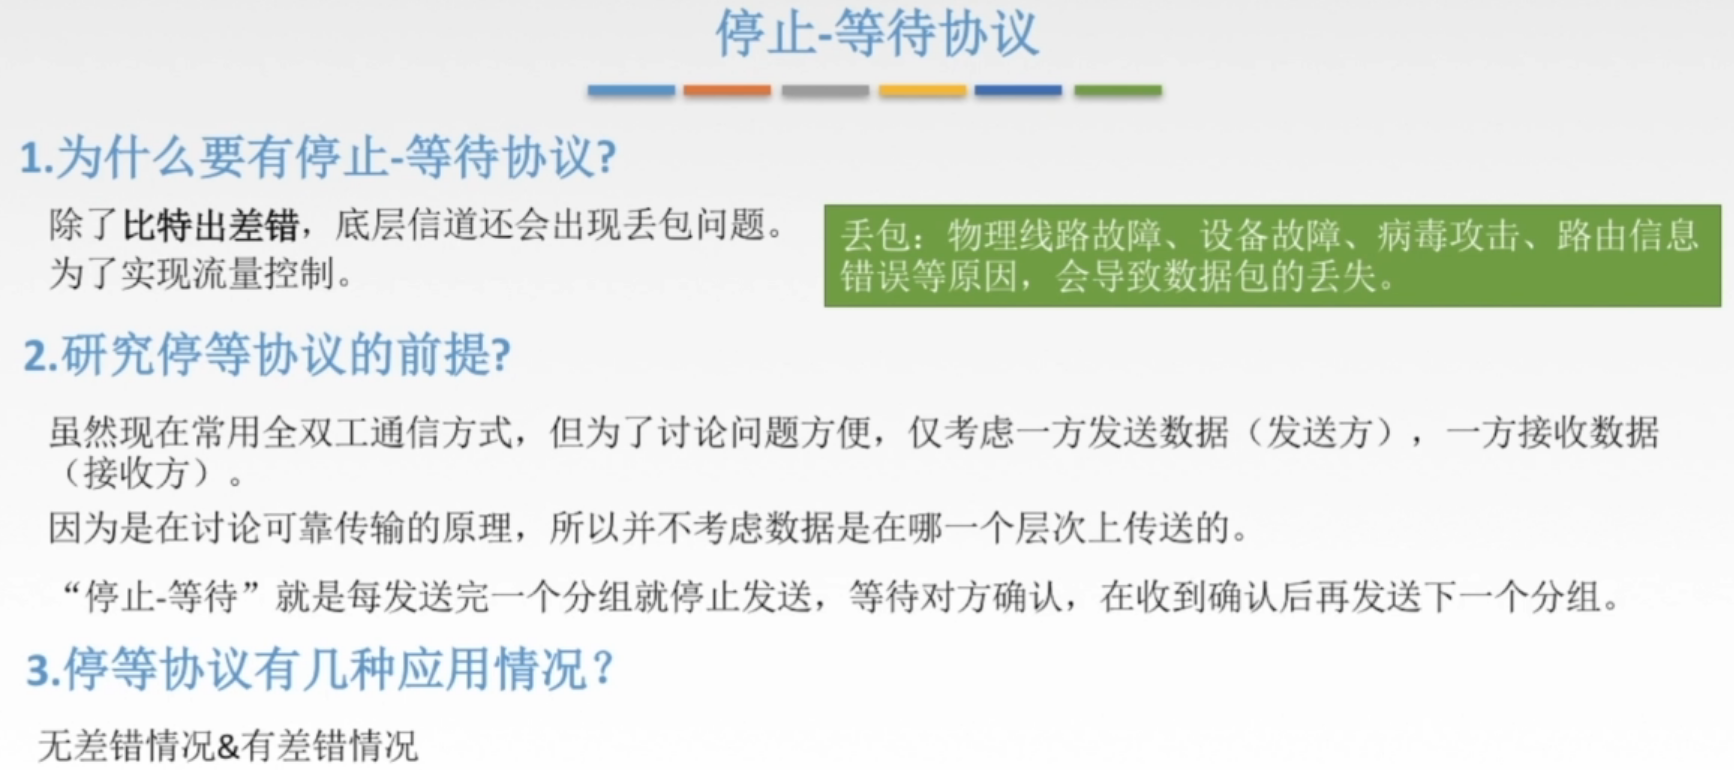 停止-等待协议
1.为什么要有停止-等待协议?
除了比特出差错，底层信道还会出现丢包问题。
为了实现流量控制。
丢包：物理线路故障、设备故障、病毒攻击、路由信息
错误等原因，会导致数据包的丢失。
2.研究停等协议的前提?
虽然现在常用全双工通信方式，但为了讨论问题方便，仅考虑一方发送数据（发送方），一方接收数据
（接收方）。
因为是在讨论可靠传输的原理，所以并不考虑数据是在哪一个层次上传送的。
“停止-等待”就是每发送完一个分组就停止发送，等待对方确认，在收到确认后再发送下一个分组。
3.停等协议有几种应用情况？
无差错情况&有差错情况